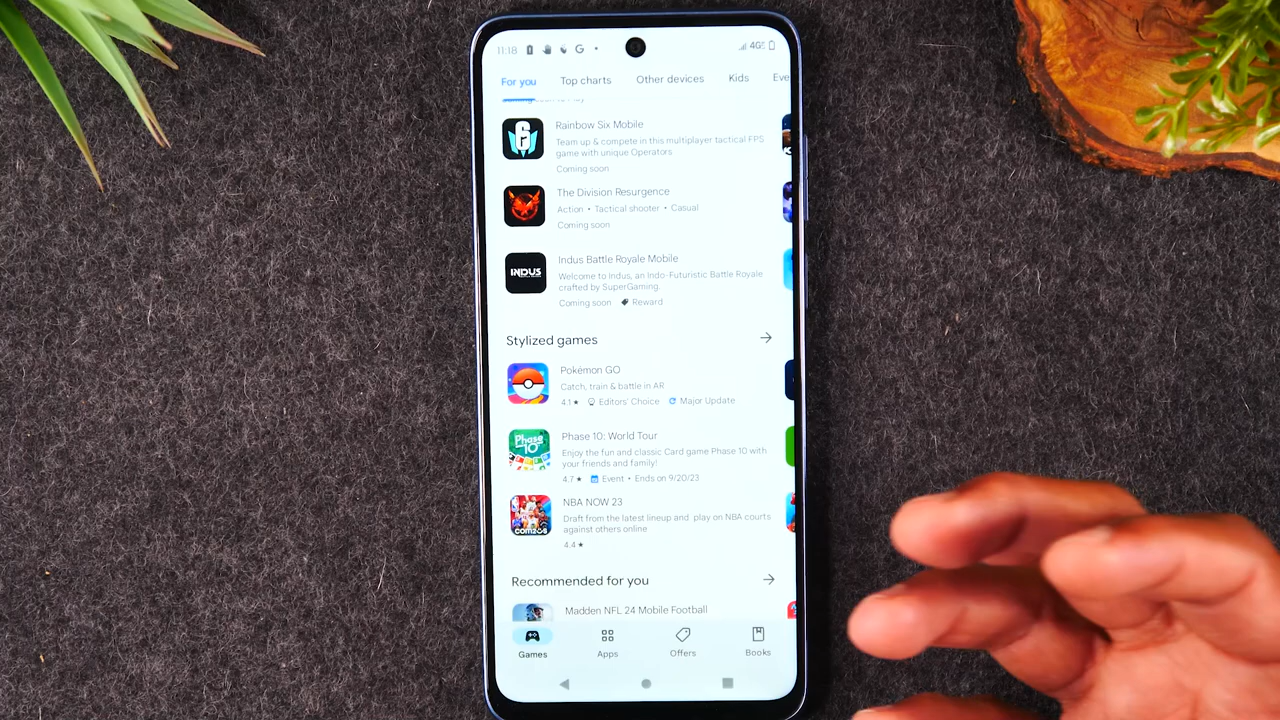 11:18 G 4G
For you Top charts Other devices Kids Eve
Rainbow Six Mobile
Team up & compete in this multiplayer tactical FPS
game with unique Operators
Coming soon
The Division Resurgence
Action • Tactical shooter • Casual
Coming soon
INDUS
Indus Battle Royale Mobile
Welcome to Indus, an Indo-Futuristic Battle Royale
crafted by SuperGaming.
Coming soon Reward
Stylized games
Pokémon GO
Catch, train & battle in AR
4.1 ★ Editors' Choice Major Update
Phase 10
Phase 10: World Tour
Enjoy the fun and classic Card game Phase 10 with
your friends and family!
4.7 ★ Event • Ends on 9/20/23
com2us
NBA NOW 23
Draft from the latest lineup and play on NBA courts
against others online
4.4 ★
Recommended for you
Madden NFL 24 Mobile Football
Games Apps Offers Books